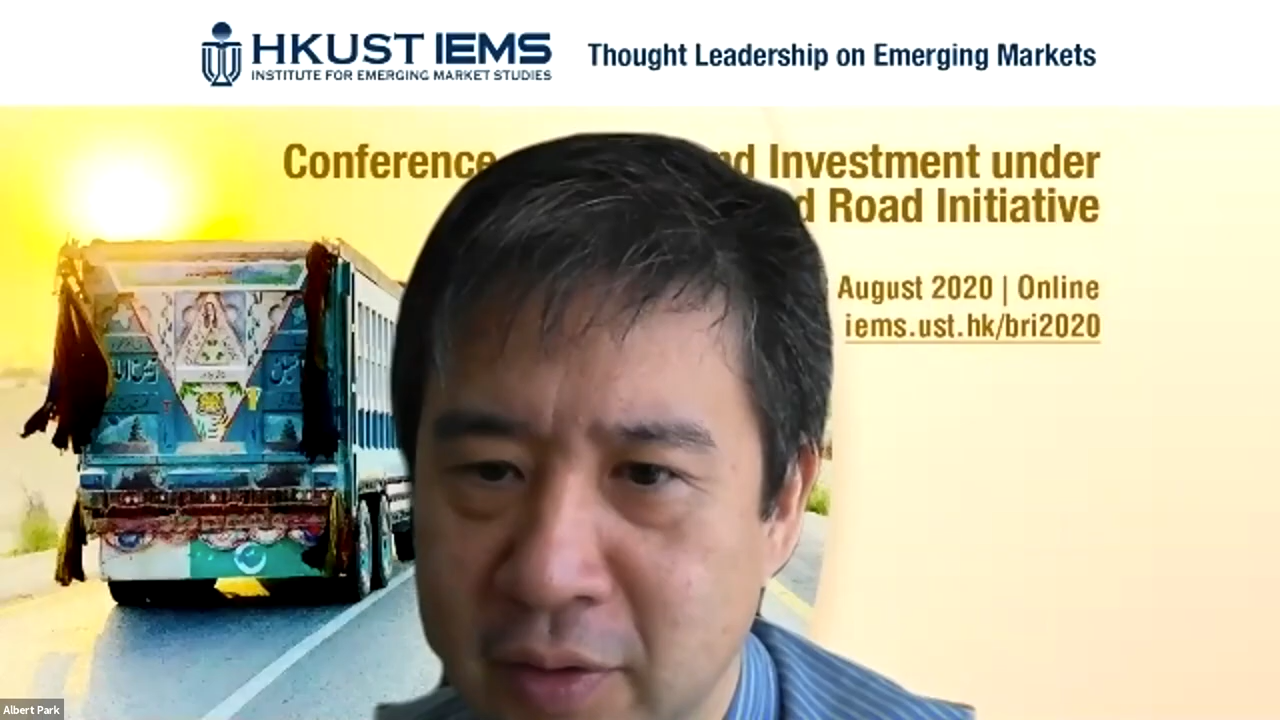 HKUST IEMS
INSTITUTE FOR EMERGING MARKET STUDIES
Thought Leadership on Emerging Markets
Conference nd Investment under
d Road Initiative
August 2020 | Online
iems.ust.hk/bri2020
Albert Park